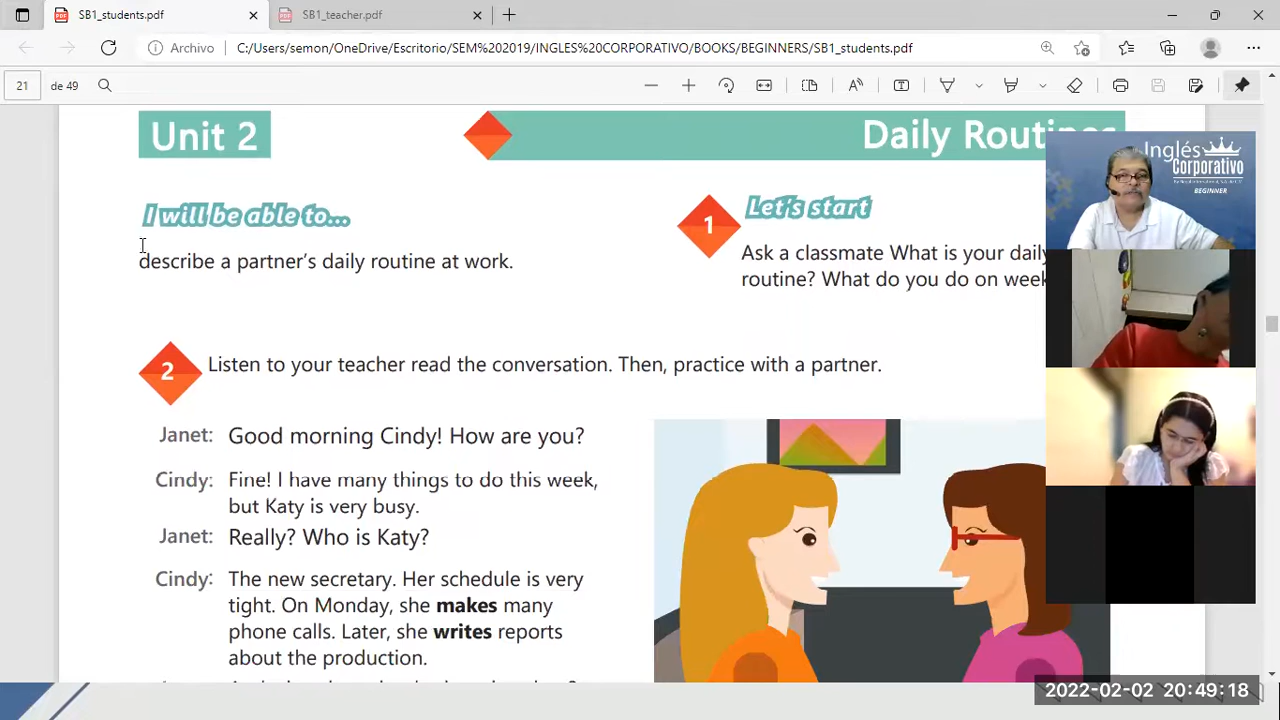 SB1_students.pdf
SB1_teacher.pdf
Archivo
C:/Users/semon/OneDrive/Escritorio/SEM%202019/INGLES%20CORPORATIVO/BOOKS/BEGINNERS/SB1_students.pdf
21
de 49
Unit 2
Daily Routines
Inglés
Corporativo
BEGINNER
I will be able to...
describe a partner's daily routine at work.
1
Let's start
Ask a classmate What is your daily
routine? What do you do on week
2
Listen to your teacher read the conversation. Then, practice with a partner.
Janet: Good morning Cindy! How are you?
Cindy: Fine! I have many things to do this week,
but Katy is very busy.
Janet: Really? Who is Katy?
Cindy: The new secretary. Her schedule is very
tight. On Monday, she makes many
phone calls. Later, she writes reports
about the production.
2022-02-02 20:49:18